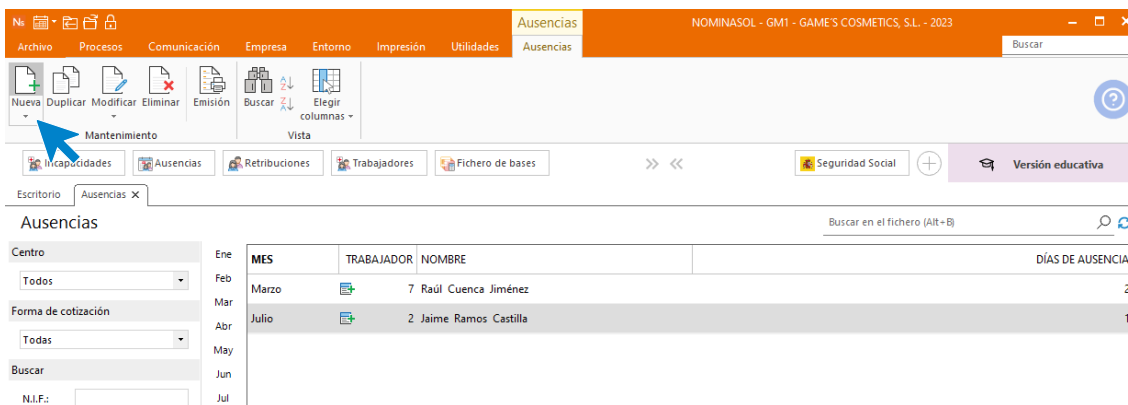 Ns Ausencias NOMINASOL - GM1 - GAME'S COSMETICS, S.L. - 2023
Archivo Procesos Comunicación Empresa Entorno Impresión Utilidades Ausencias Buscar
Nueva Duplicar Modificar Eliminar Emisión Buscar Elegir columnas
Mantenimiento Vista
Incapacidades Ausencias Retribuciones Trabajadores Fichero de bases Seguridad Social Versión educativa
Escritorio Ausencias
Ausencias Buscar en el fichero (Alt+B)
Centro Ene MES TRABAJADOR NOMBRE DÍAS DE AUSENCIA
Todos Feb Marzo 7 Raúl Cuenca Jiménez 2
Forma de cotización Mar Julio 2 Jaime Ramos Castilla 1
Todas Abr
May
Buscar Jun
N.I.F.: Jul